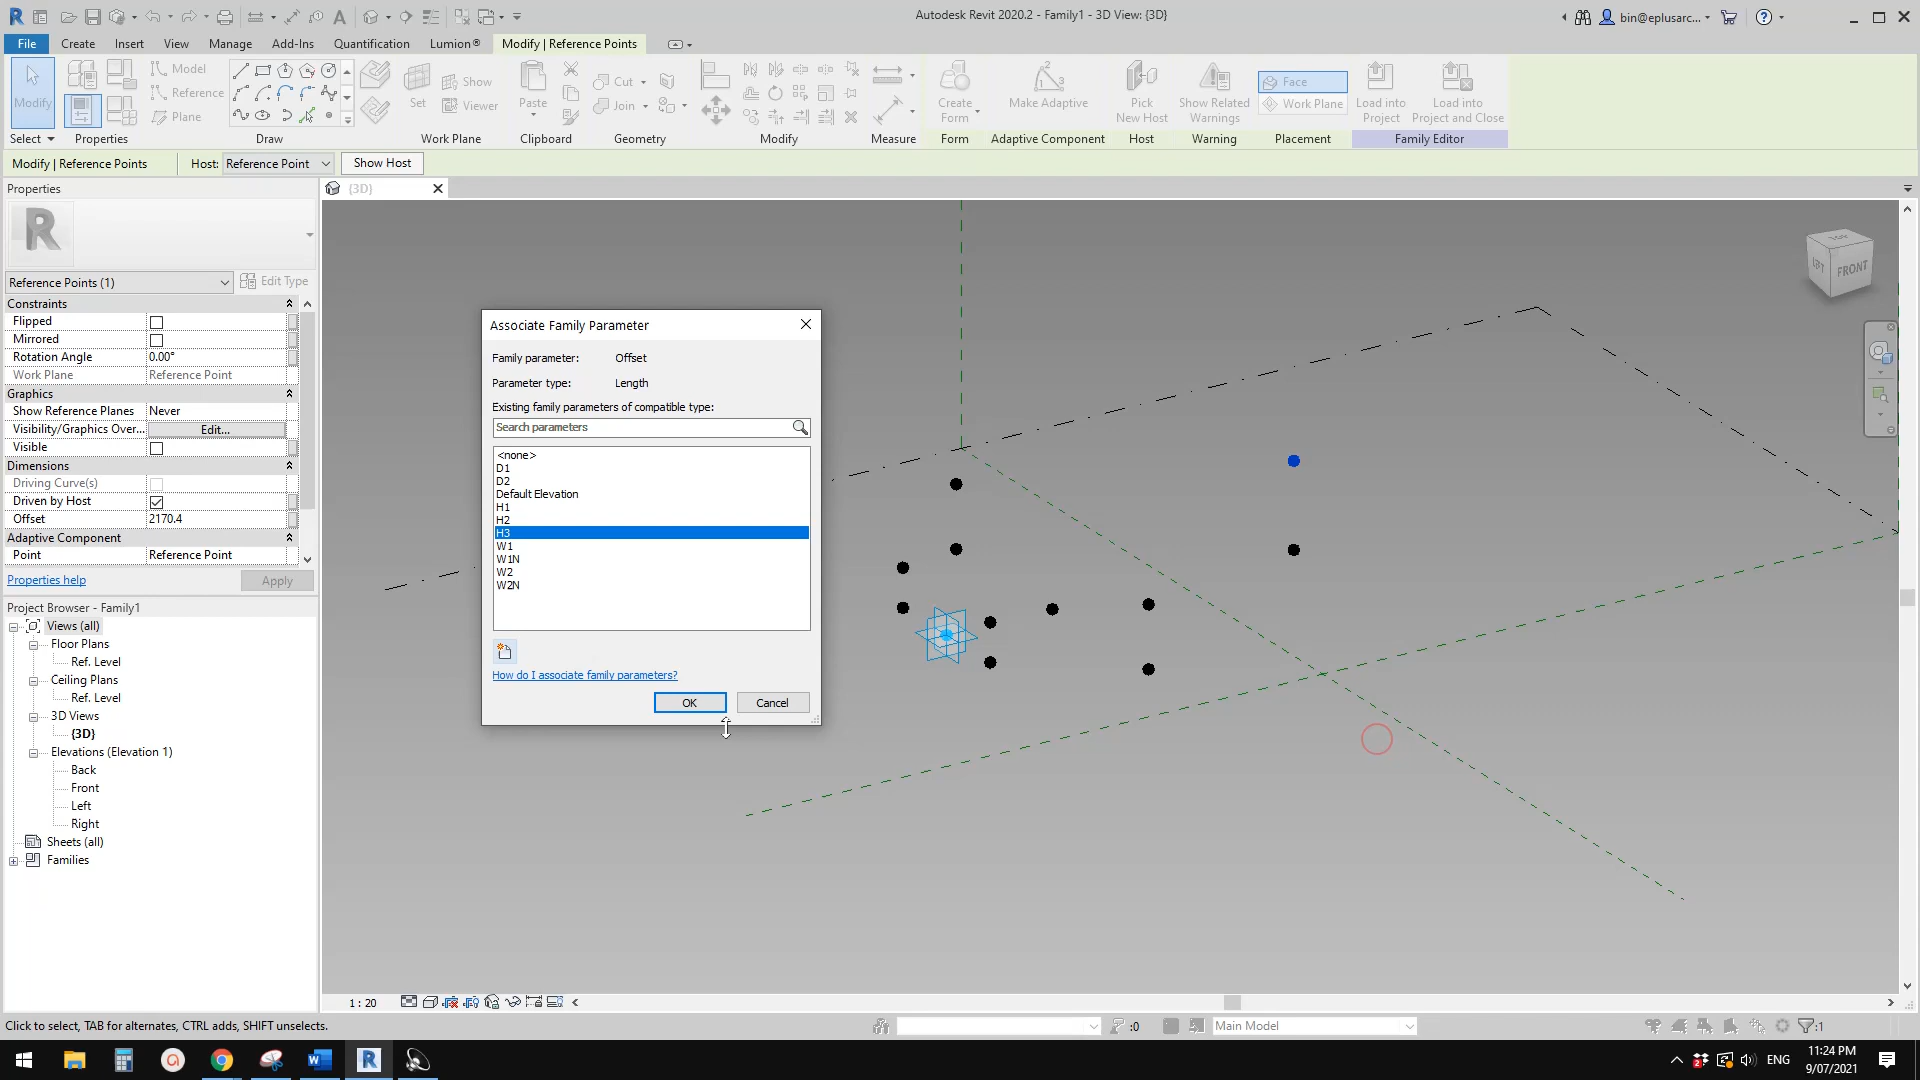 Autodesk Revit 2020.2 - Family1 - 3D View: {3D}
bin@eplusarc...
File Create Insert View Manage Add-Ins Quantification Lumion® Modify | Reference Points
Modify
Model
Reference
Plane
Set
Show
Viewer
Paste
Cut
Join
Create Form
Make Adaptive
Pick New Host
Show Related Warnings
Face
Work Plane
Load into Project
Load into Project and Close
Select Properties Draw Work Plane Clipboard Geometry Modify Measure Form Adaptive Component Host Warning Placement Family Editor
Modify | Reference Points Host: Reference Point Show Host
Properties
{3D}
R
Reference Points (1) Edit Type
Constraints
Flipped
Mirrored
Rotation Angle 0.00°
Work Plane Reference Point
Graphics
Show Reference Planes Never
Visibility/Graphics Over... Edit...
Visible
Dimensions
Driving Curve(s)
Driven by Host
Offset 2170.4
Adaptive Component
Point Reference Point
Properties help Apply
Project Browser - Family1
Views (all)
Floor Plans
Ref. Level
Ceiling Plans
Ref. Level
3D Views
{3D}
Elevations (Elevation 1)
Back
Front
Left
Right
Sheets (all)
Families
Associate Family Parameter
Family parameter: Offset
Parameter type: Length
Existing family parameters of compatible type:
Search parameters
<none>
D1
D2
Default Elevation
H1
H2
H3
W1
W1N
W2
W2N
How do I associate family parameters?
OK Cancel
TOP
LEFT
FRONT
1 : 20
Click to select, TAB for alternates, CTRL adds, SHIFT unselects.
:0
Main Model
:1
ENG
11:24 PM
9/07/2021